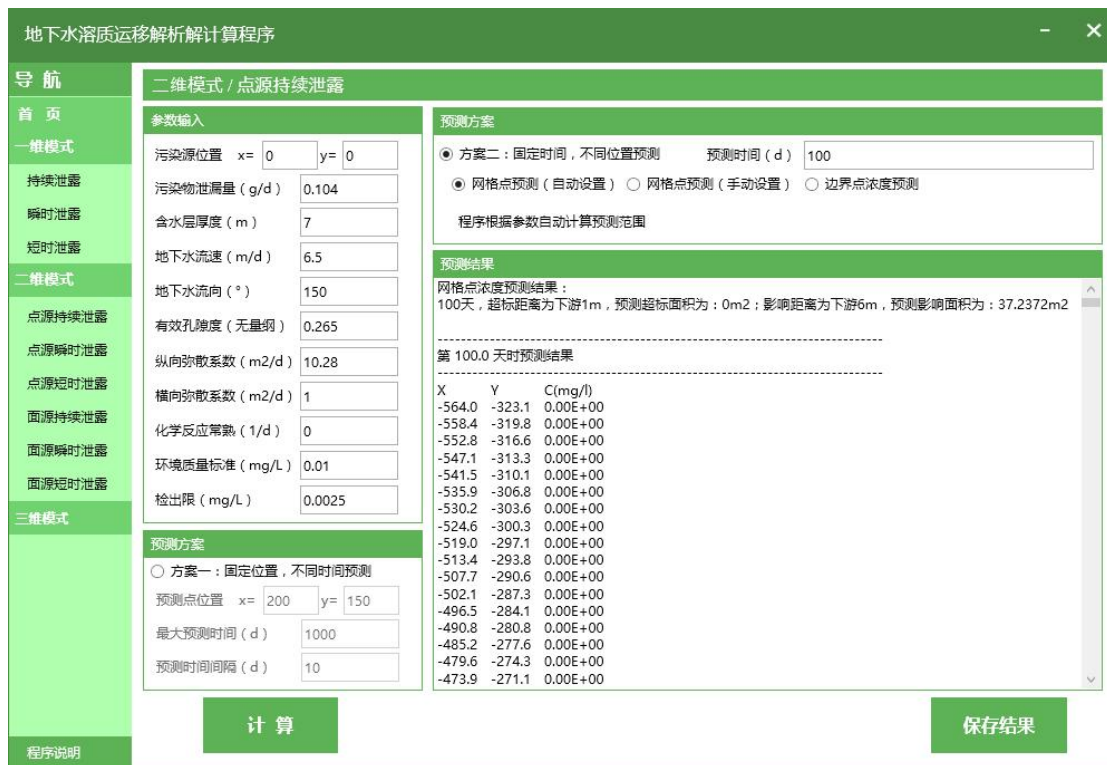 地下水溶质运移解析解计算程序
导 航
首 页
一维模式
持续泄露
瞬时泄露
短时泄露
二维模式
点源持续泄露
点源瞬时泄露
点源短时泄露
面源持续泄露
面源瞬时泄露
面源短时泄露
三维模式
程序说明
二维模式 / 点源持续泄露
参数输入
污染源位置 x= 0 y= 0
污染物泄漏量（g/d） 0.104
含水层厚度（m） 7
地下水流速（m/d） 6.5
地下水流向（°） 150
有效孔隙度（无量纲） 0.265
纵向弥散系数（m2/d） 10.28
横向弥散系数（m2/d） 1
化学反应常熟（1/d） 0
环境质量标准（mg/L） 0.01
检出限（mg/L） 0.0025
预测方案
方案一：固定位置，不同时间预测
预测点位置 x= 200 y= 150
最大预测时间（d） 1000
预测时间间隔（d） 10
计 算
预测方案
方案二：固定时间，不同位置预测 预测时间（d） 100
网格点预测（自动设置） 网格点预测（手动设置） 边界点浓度预测
程序根据参数自动计算预测范围
预测结果
网格点浓度预测结果：
100天，超标距离为下游1m，预测超标面积为：0m2；影响距离为下游6m，预测影响面积为：37.2372m2
--------------------------------------------------------------------------------
第 100.0 天时预测结果
--------------------------------------------------------------------------------
X Y C(mg/l)
-564.0 -323.1 0.00E+00
-558.4 -319.8 0.00E+00
-552.8 -316.6 0.00E+00
-547.1 -313.3 0.00E+00
-541.5 -310.1 0.00E+00
-535.9 -306.8 0.00E+00
-530.2 -303.6 0.00E+00
-524.6 -300.3 0.00E+00
-519.0 -297.1 0.00E+00
-513.4 -293.8 0.00E+00
-507.7 -290.6 0.00E+00
-502.1 -287.3 0.00E+00
-496.5 -284.1 0.00E+00
-490.8 -280.8 0.00E+00
-485.2 -277.6 0.00E+00
-479.6 -274.3 0.00E+00
-473.9 -271.1 0.00E+00
保存结果